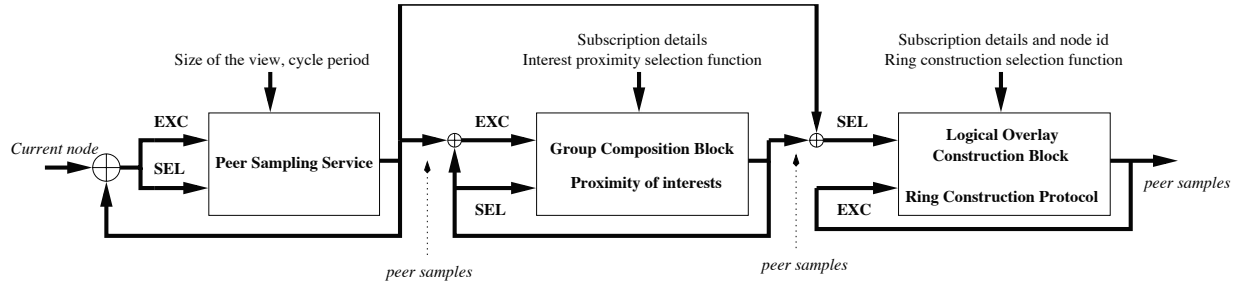 Subscription details
Interest proximity selection function
Subscription details and node id
Ring construction selection function
Size of the view, cycle period
Current node
EXC
SEL
Peer Sampling Service
EXC
SEL
Group Composition Block
Proximity of interests
SEL
EXC
Logical Overlay
Construction Block
Ring Construction Protocol
peer samples
peer samples
peer samples